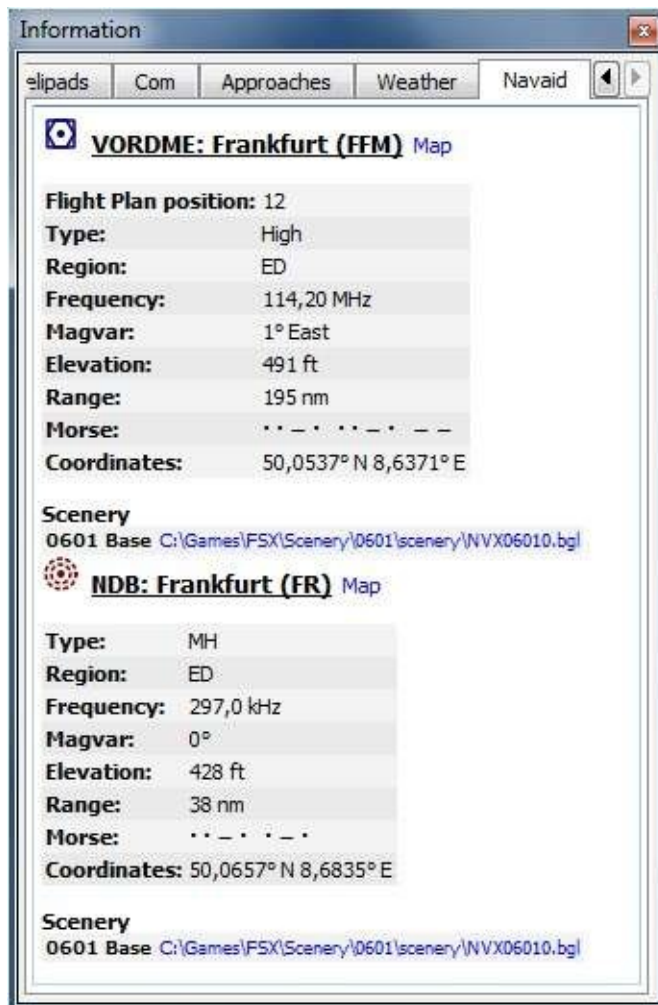 Information
elipads Com Approaches Weather Navaid
VORDME: Frankfurt (FFM) Map
Flight Plan position: 12
Type: High
Region: ED
Frequency: 114,20 MHz
Magvar: 1° East
Elevation: 491 ft
Range: 195 nm
Morse: · · – · · · – · – –
Coordinates: 50,0537° N 8,6371° E
Scenery
0601 Base C:\Games\FSX\Scenery\0601\scenery\NVX06010.bgl
NDB: Frankfurt (FR) Map
Type: MH
Region: ED
Frequency: 297,0 kHz
Magvar: 0°
Elevation: 428 ft
Range: 38 nm
Morse: · · – · · – ·
Coordinates: 50,0657° N 8,6835° E
Scenery
0601 Base C:\Games\FSX\Scenery\0601\scenery\NVX06010.bgl